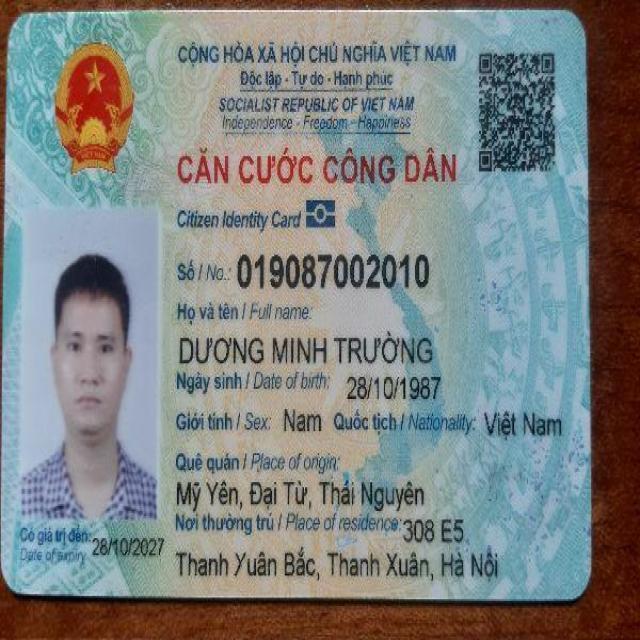 CỘNG HÒA XÃ HỘI CHỦ NGHĨA VIỆT NAM
Độc lập - Tự do - Hạnh phúc
SOCIALIST REPUBLIC OF VIET NAM
Independence - Freedom - Happiness
CĂN CƯỚC CÔNG DÂN
Citizen Identity Card
Số / No.: 019087002010
Họ và tên / Full name:
DƯƠNG MINH TRƯỜNG
Ngày sinh / Date of birth: 28/10/1987
Giới tính / Sex: Nam Quốc tịch / Nationality: Việt Nam
Quê quán / Place of origin:
Mỹ Yên, Đại Từ, Thái Nguyên
Nơi thường trú / Place of residence: 308 E5
Thanh Xuân Bắc, Thanh Xuân, Hà Nội
Có giá trị đến: 28/10/2027
Date of expiry